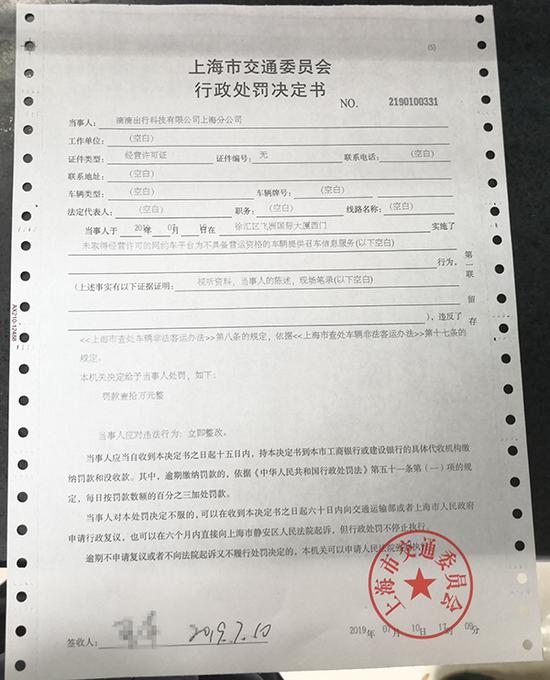 (5)
上海市交通委员会
行政处罚决定书
NO. 2190100331
当事人： 滴滴出行科技有限公司上海分公司
工作单位： (空白)
证件类型： 经营许可证 证件编号： 无 联系电话： (空白)
联系地址： (空白)
车辆类型： (空白) 车辆牌号： (空白)
法定代表人： (空白) 职务： (空白) 线路名称： (空白)
当事人于 年 07 月 日在 徐汇区飞洲国际大厦西门 实施了
未取得经营许可的网约车平台为不具备营运资格的车辆提供召车信息服务(以下空白)
行为，
（上述事实有以下证据证明： 视听资料，当事人的陈述，现场笔录(以下空白)
），违反了
第一联 留存
<<上海市查处车辆非法客运办法>>第八条的规定，依据<<上海市查处车辆非法客运办法>>第十七条的
规定。
本机关决定给予当事人处罚，如下：
罚款壹拾万元整
当事人应对违法行为：立即整改。
当事人应当自收到本决定书之日起十五日内，持本决定书到本市工商银行或建设银行的具体代收机构缴
纳罚款和没收款。其中，逾期缴纳罚款的，依据《中华人民共和国行政处罚法》第五十一条第（一）项的规
定，每日按罚款数额的百分之三加处罚款。
当事人对本处罚决定不服的，可以在收到本决定书之日起六十日内向交通运输部或者上海市人民政府
申请行政复议，也可以在六个月内直接向上海市静安区人民法院起诉，但行政处罚不停止执行。
逾期不申请复议或者不向法院起诉又不履行处罚决定的，本机关可以申请人民法院强制执行。
上海市交通委员会
签收人： 2019.7.10
2019 年 07 月 10 日 17 时 09 分